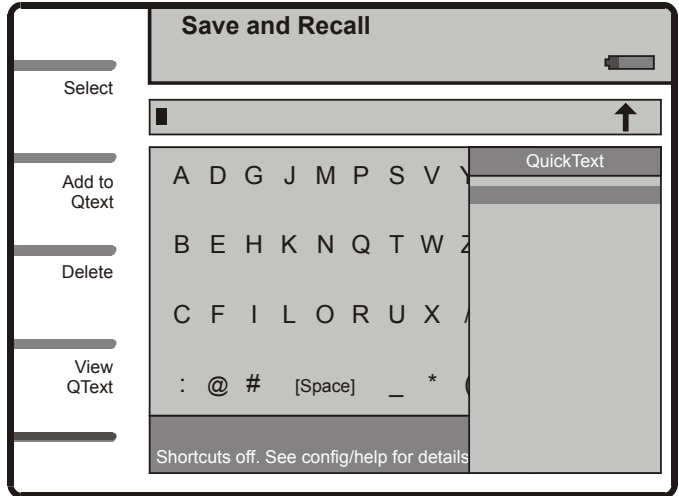 Save and Recall
Select
Add to
Qtext
Delete
View
QText
QuickText
A D G J M P S V Y
B E H K N Q T W Z
C F I L O R U X /
: @ # [Space] _ * (
Shortcuts off. See config/help for details